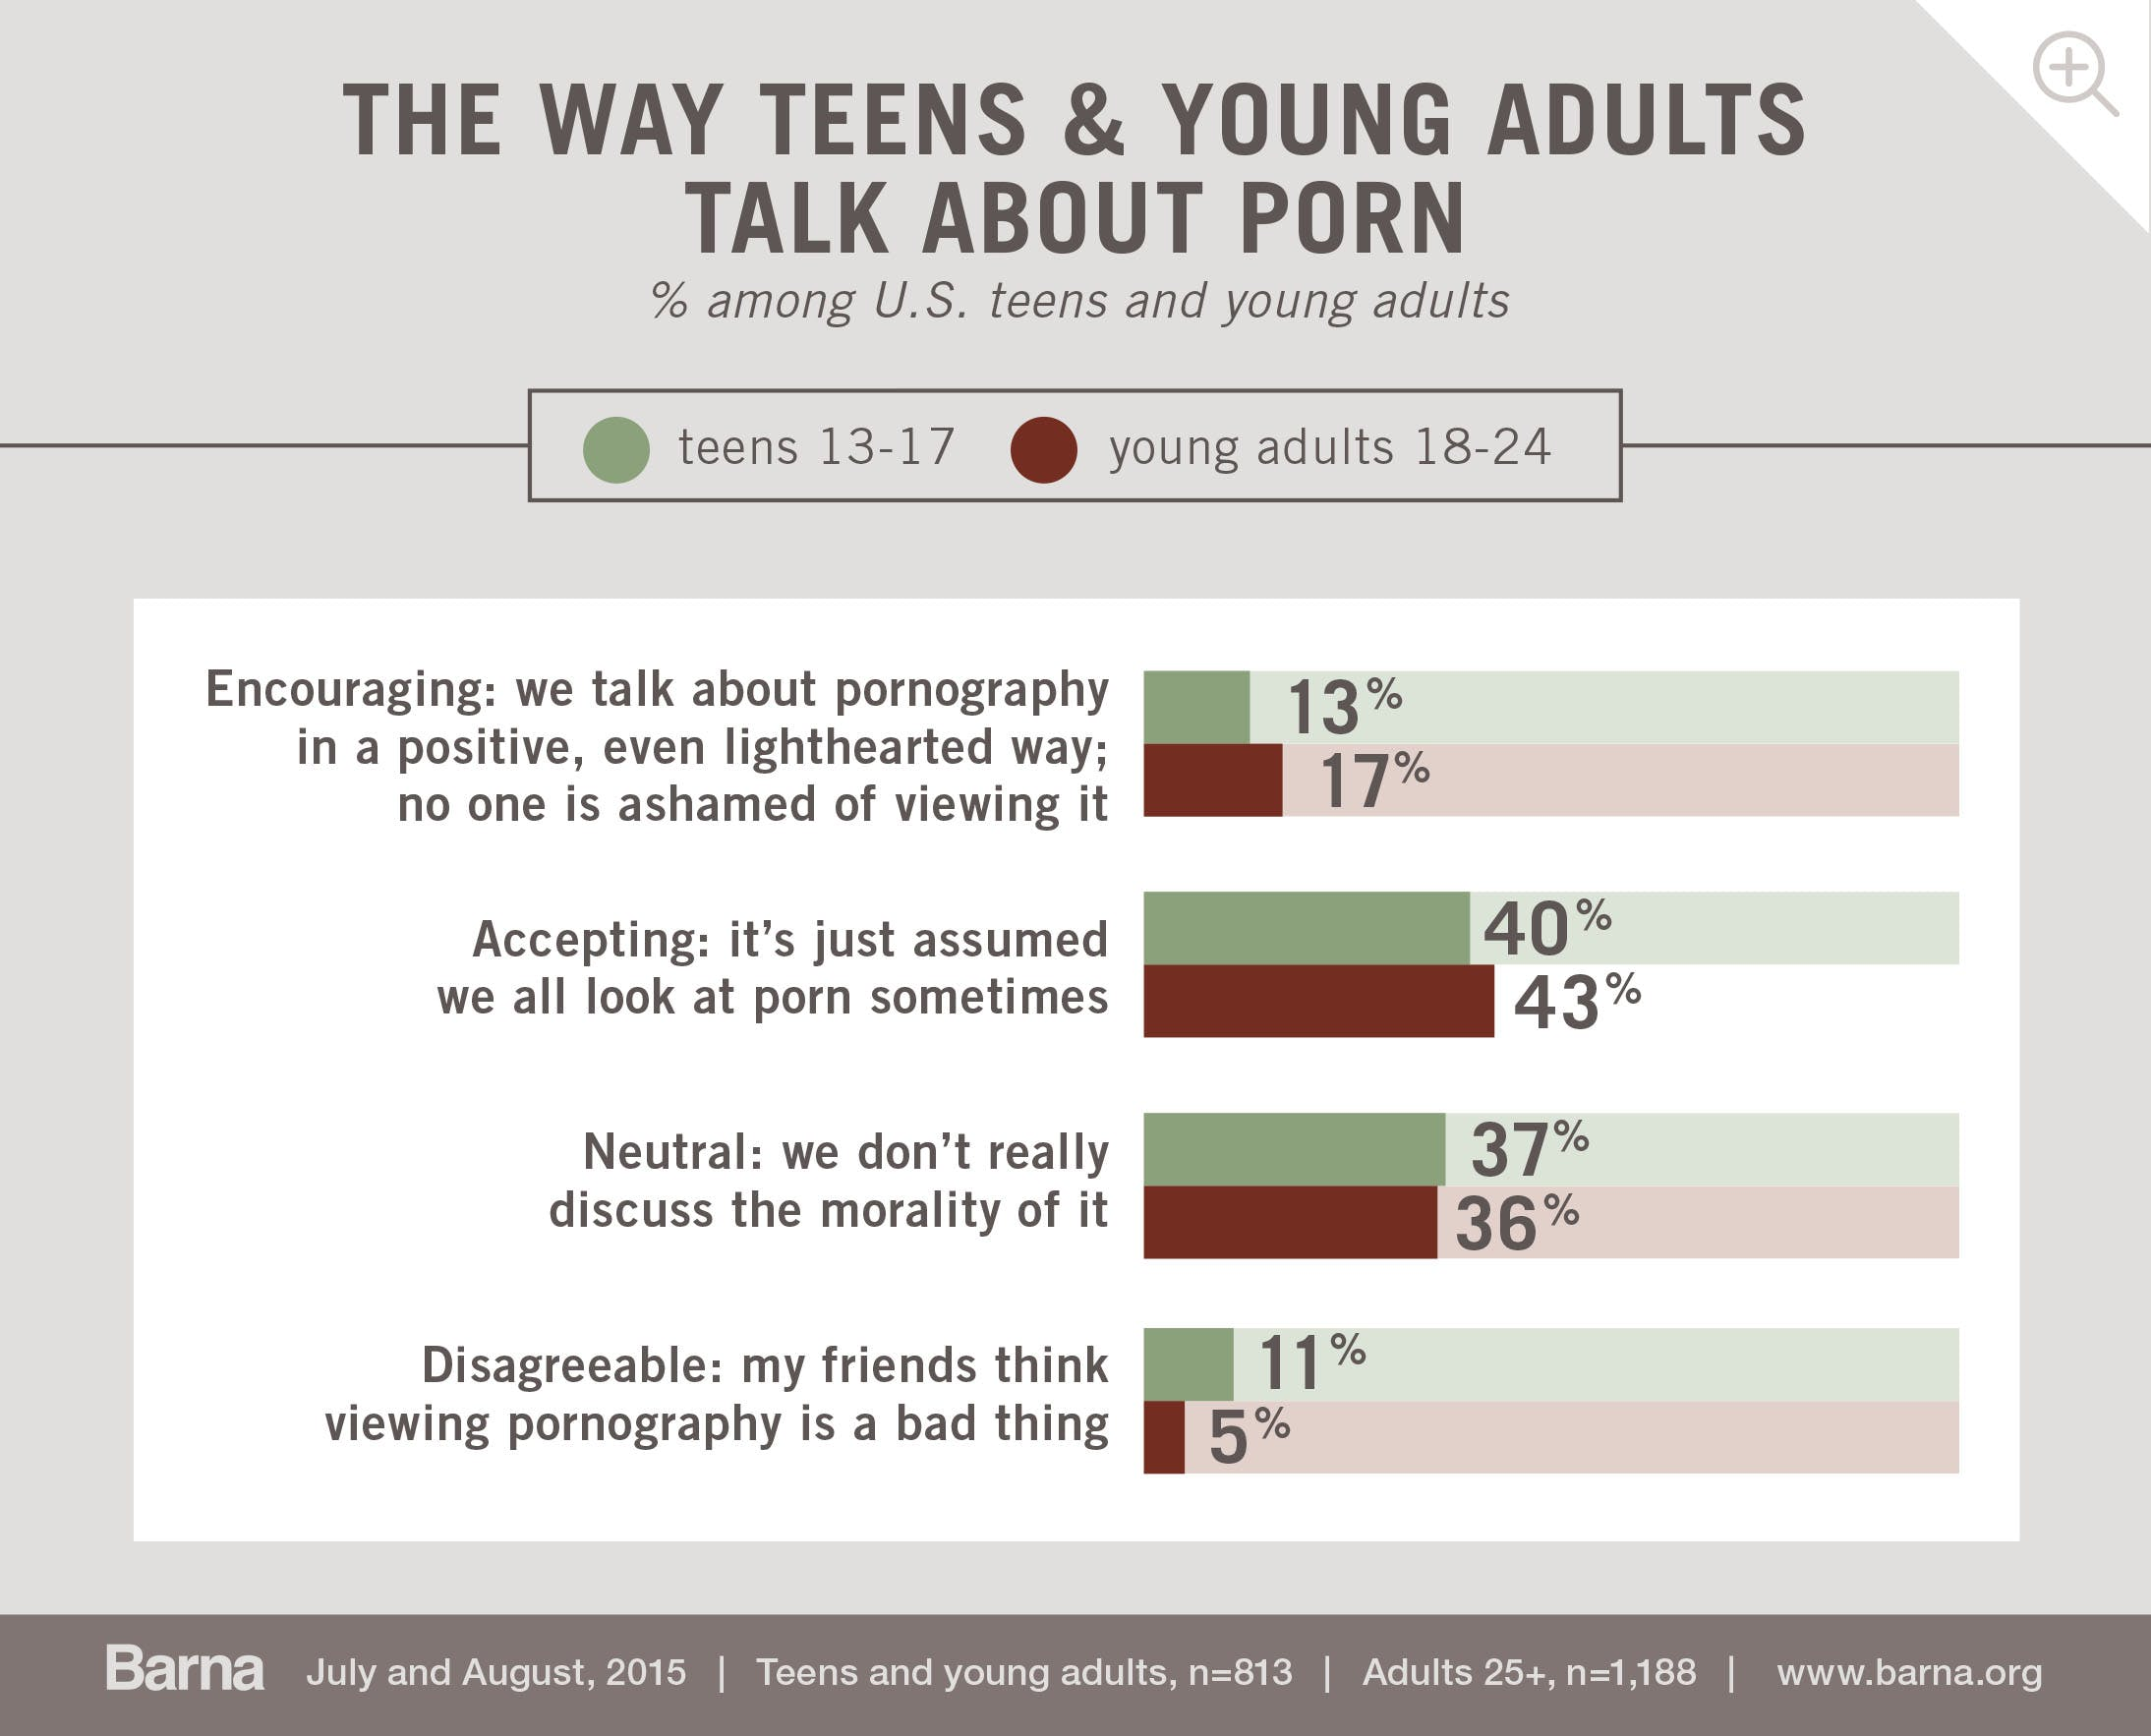 THE WAY TEENS & YOUNG ADULTS
TALK ABOUT PORN
% among U.S. teens and young adults
teens 13-17 young adults 18-24
Encouraging: we talk about pornography
in a positive, even lighthearted way;
no one is ashamed of viewing it
13%
17%
Accepting: it’s just assumed
we all look at porn sometimes
40%
43%
Neutral: we don’t really
discuss the morality of it
37%
36%
Disagreeable: my friends think
viewing pornography is a bad thing
11%
5%
Barna July and August, 2015 | Teens and young adults, n=813 | Adults 25+, n=1,188 | www.barna.org